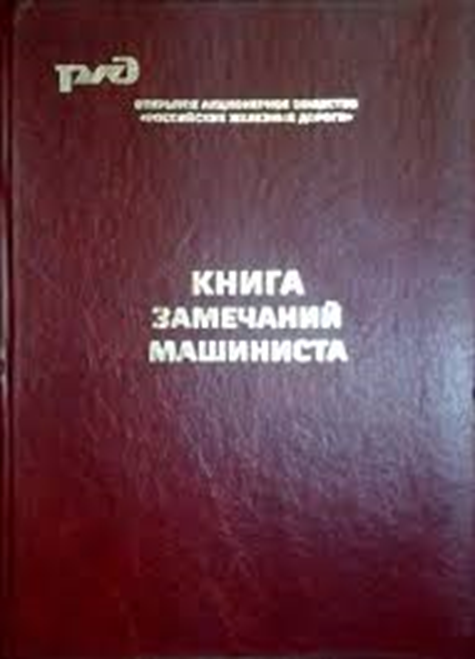 РЖД
ОТКРЫТОЕ АКЦИОНЕРНОЕ ОБЩЕСТВО
«РОССИЙСКИЕ ЖЕЛЕЗНЫЕ ДОРОГИ»
КНИГА
ЗАМЕЧАНИЙ
МАШИНИСТА